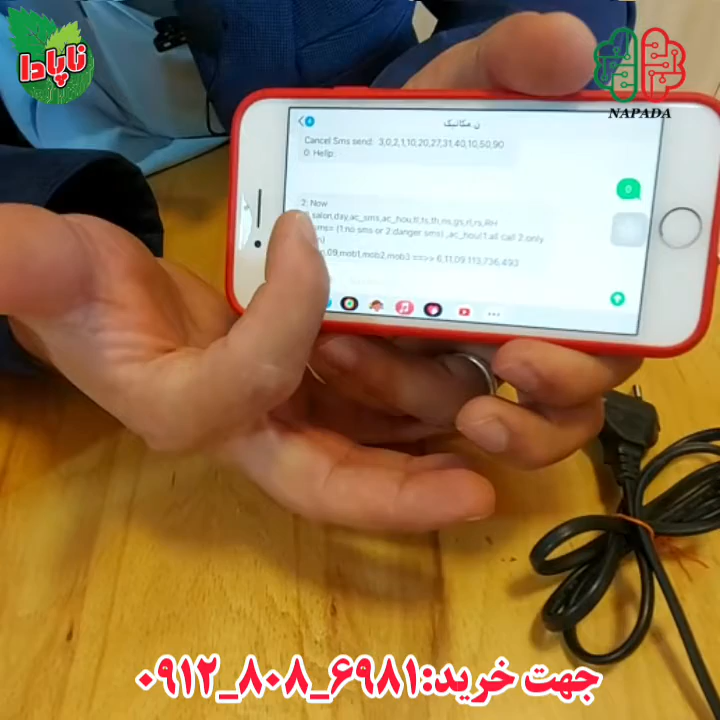 ناپادا
NAPADA
ن مکانیک
Cancel Sms send: 3,0,2,1,10,20,27,31,40,10,50,90
0: Hellp
0
2: Now
salon,day,ac_sms,ac_hou,fl,ts,th,ns,gs,rl,rs,RH
sms= (1.no sms or 2.danger sms) ,ac_hou(1.all call 2.only
09,mob1,mob2,mob3 ==>> 6,11,09,113,736,493
جهت خرید:۰۹۱۲_۸۰۸_۶۹۸۱